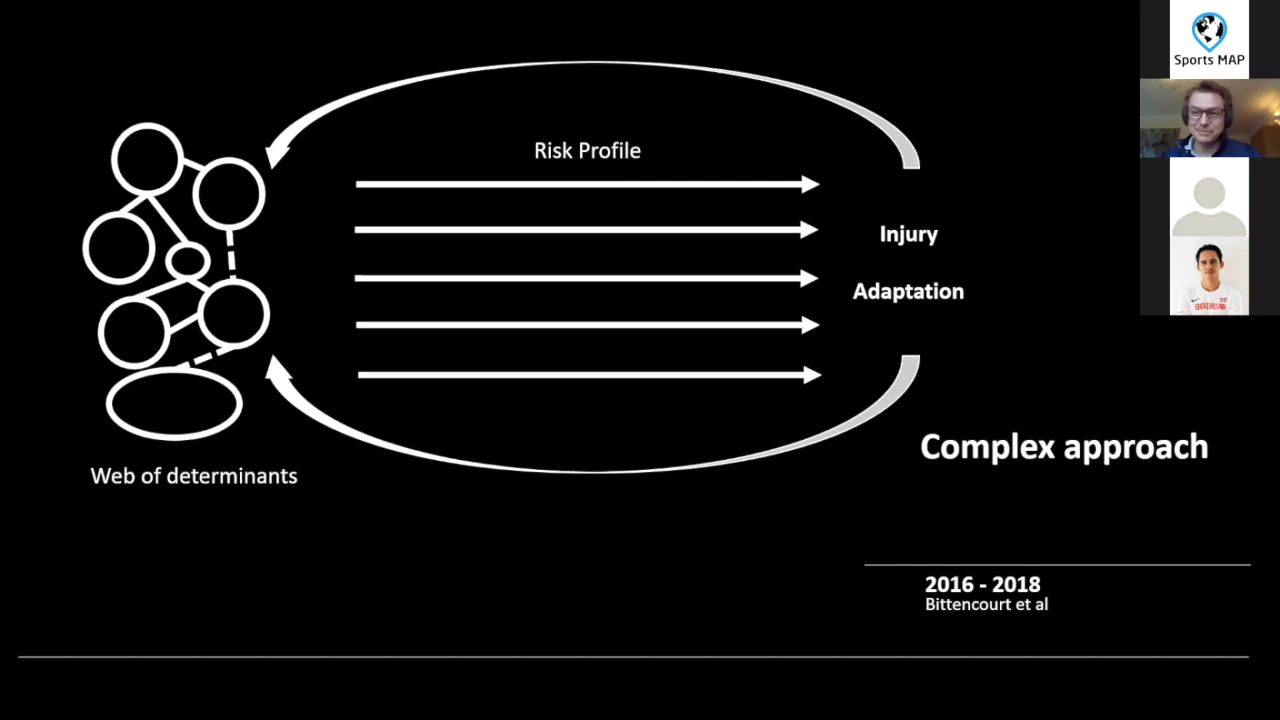 Sports MAP
Risk Profile
Injury
Adaptation
Complex approach
Web of determinants
2016 - 2018
Bittencourt et al